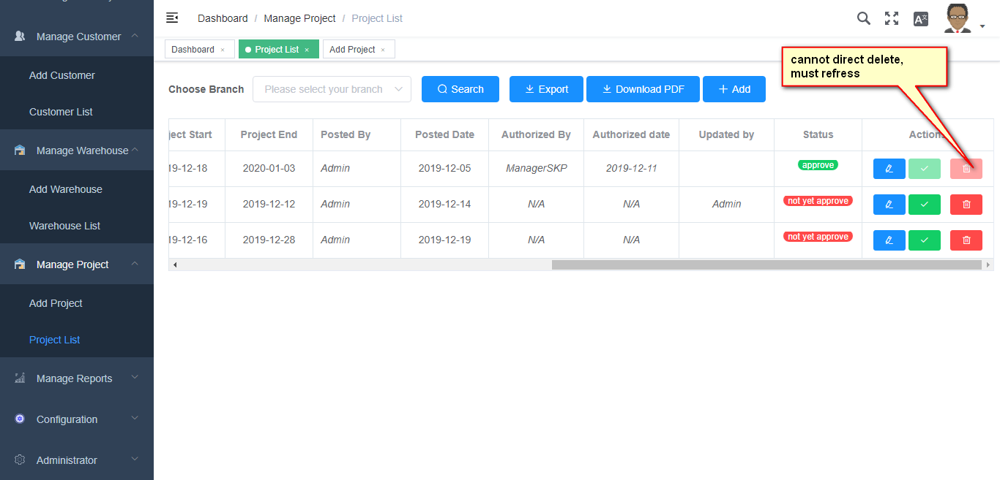 Manage Customer
Add Customer
Customer List
Manage Warehouse
Add Warehouse
Warehouse List
Manage Project
Add Project
Project List
Manage Reports
Configuration
Administrator
Dashboard / Manage Project / Project List
Dashboard × Project List × Add Project ×
cannot direct delete,
must refress
Choose Branch Please select your branch Search Export Download PDF Add
ject Start Project End Posted By Posted Date Authorized By Authorized date Updated by Status Action
19-12-18 2020-01-03 Admin 2019-12-05 ManagerSKP 2019-12-11 approve
19-12-19 2019-12-12 Admin 2019-12-14 N/A N/A Admin not yet approve
19-12-16 2019-12-28 Admin 2019-12-19 N/A N/A not yet approve